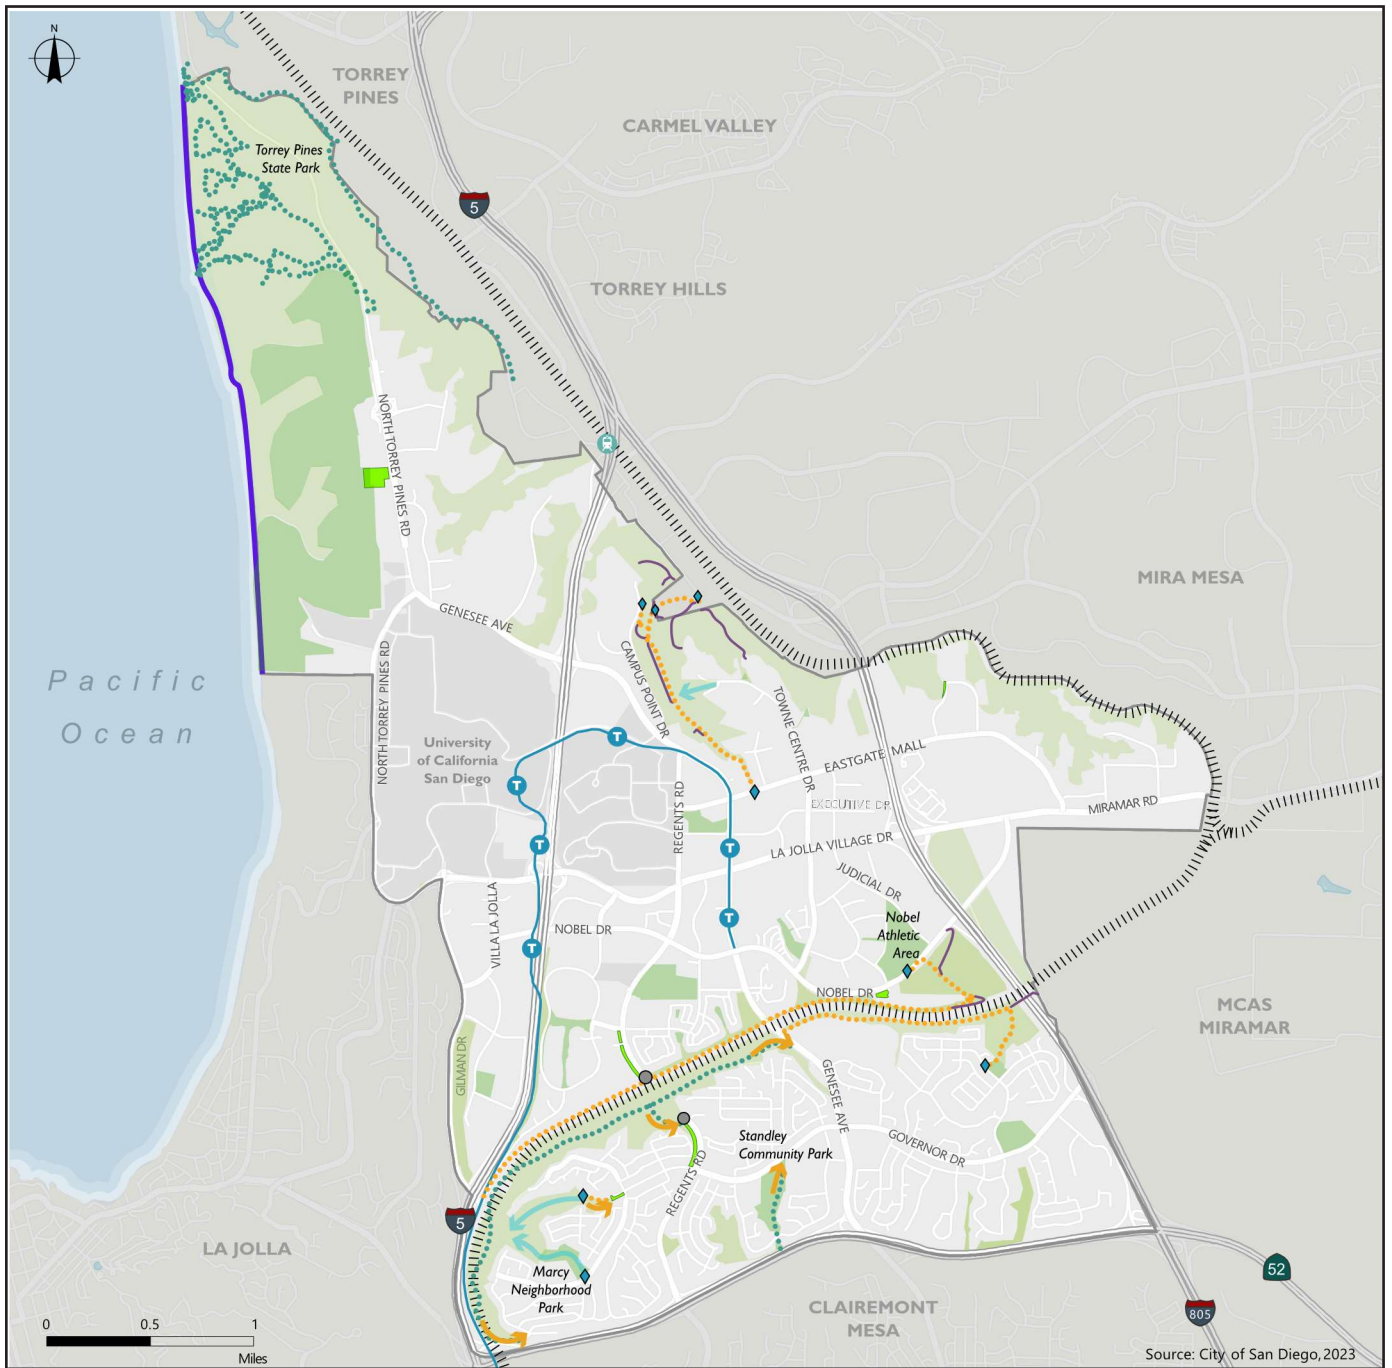 N
TORREY
PINES
CARMEL VALLEY
Torrey Pines
State Park
5
TORREY HILLS
NORTH TORREY PINES RD
MIRA MESA
GENESEE AVE
CAMPUS POINT DR
NORTH TORREY PINES RD
Pacific
Ocean
TOWNE CENTRE DR
University
of California
San Diego
T
EASTGATE MALL
T
REGENTS RD
EXECUTIVE DR
MIRAMAR RD
T
T
LA JOLLA VILLAGE DR
JUDICIAL DR
VILLA LA JOLLA
T
NOBEL DR
T
Nobel
Athletic
Area
NOBEL DR
MCAS
MIRAMAR
GILMAN DR
GENESEE AVE
Standley
Community Park
GOVERNOR DR
REGENTS RD
5
LA JOLLA
Marcy
Neighborhood
Park
52
CLAIREMONT
MESA
805
0 0.5 1
Miles
Source: City of San Diego, 2023